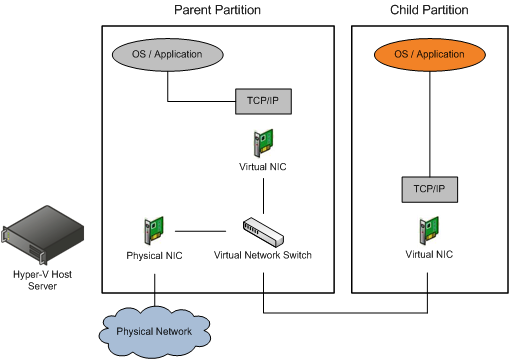 Parent Partition
Child Partition
OS / Application
OS / Application
TCP/IP
Virtual NIC
TCP/IP
Physical NIC
Virtual Network Switch
Virtual NIC
Hyper-V Host
Server
Physical Network